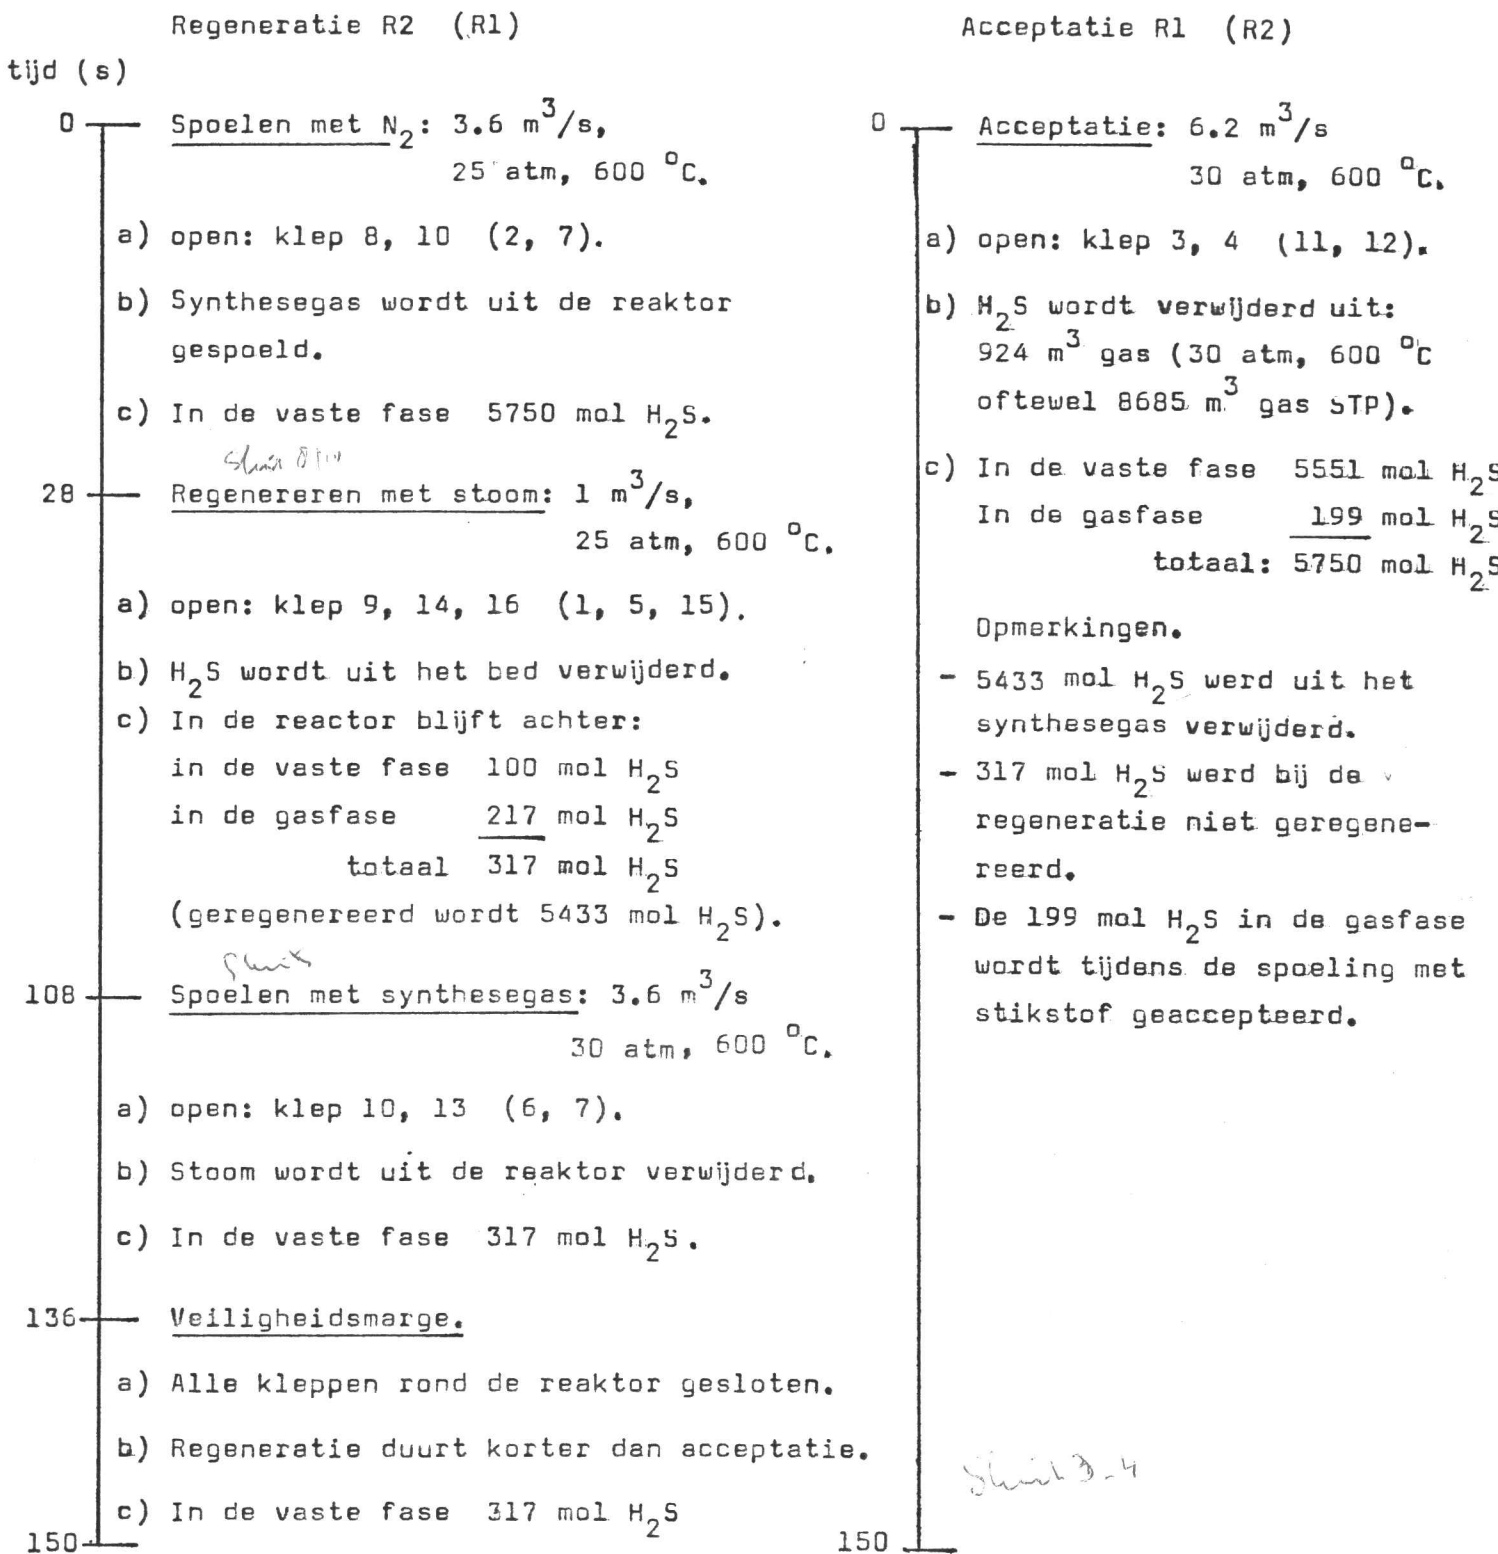 Regeneratie R2 (R1)
tijd (s)
0
Spoelen met N₂: 3.6 m³/s,
25 atm, 600 °C.
a) open: klep 8, 10 (2, 7).
b) Synthesegas wordt uit de reaktor
gespoeld.
c) In de vaste fase 5750 mol H₂S.
28
Regenereren met stoom: 1 m³/s,
25 atm, 600 °C.
a) open: klep 9, 14, 16 (1, 5, 15).
b) H₂S wordt uit het bed verwijderd.
c) In de reactor blijft achter:
in de vaste fase 100 mol H₂S
in de gasfase 217 mol H₂S
totaal 317 mol H₂S
(geregenereerd wordt 5433 mol H₂S).
108
Spoelen met synthesegas: 3.6 m³/s
30 atm, 600 °C.
a) open: klep 10, 13 (6, 7).
b) Stoom wordt uit de reaktor verwijderd.
c) In de vaste fase 317 mol H₂S.
136
Veiligheidsmarge.
a) Alle kleppen rond de reaktor gesloten.
b) Regeneratie duurt korter dan acceptatie.
c) In de vaste fase 317 mol H₂S
150
Acceptatie R1 (R2)
0
Acceptatie: 6.2 m³/s
30 atm, 600 °C.
a) open: klep 3, 4 (11, 12).
b) H₂S wordt verwijderd uit:
924 m³ gas (30 atm, 600 °C
oftewel 8685 m³ gas STP).
c) In de vaste fase 5551 mol H₂S
In de gasfase 199 mol H₂S
totaal: 5750 mol H₂S
Opmerkingen.
- 5433 mol H₂S werd uit het
synthesegas verwijderd.
- 317 mol H₂S werd bij de
regeneratie niet geregene-
reerd.
- De 199 mol H₂S in de gasfase
wordt tijdens de spoeling met
stikstof geaccepteerd.
3-4
150